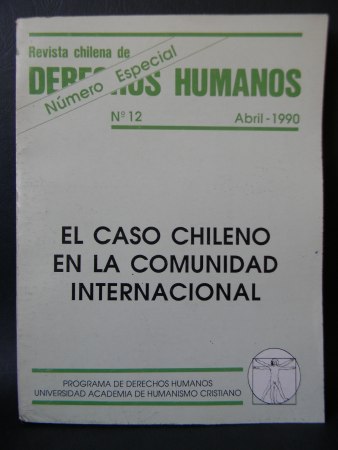 Revista chilena de
DERECHOS HUMANOS
Número Especial
Nº 12 Abril - 1990
EL CASO CHILENO
EN LA COMUNIDAD
INTERNACIONAL
PROGRAMA DE DERECHOS HUMANOS
UNIVERSIDAD ACADEMIA DE HUMANISMO CRISTIANO